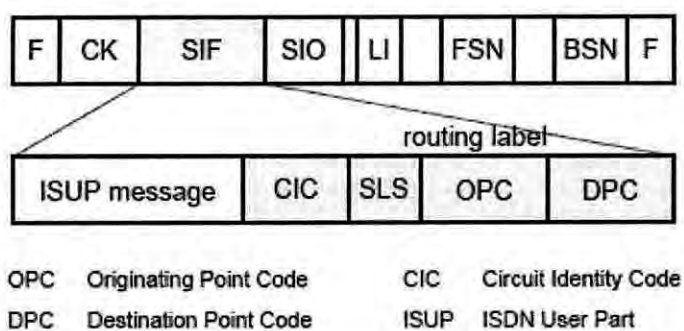 F CK SIF SIO LI FSN BSN F
routing label
ISUP message CIC SLS OPC DPC
OPC Originating Point Code CIC Circuit Identity Code
DPC Destination Point Code ISUP ISDN User Part